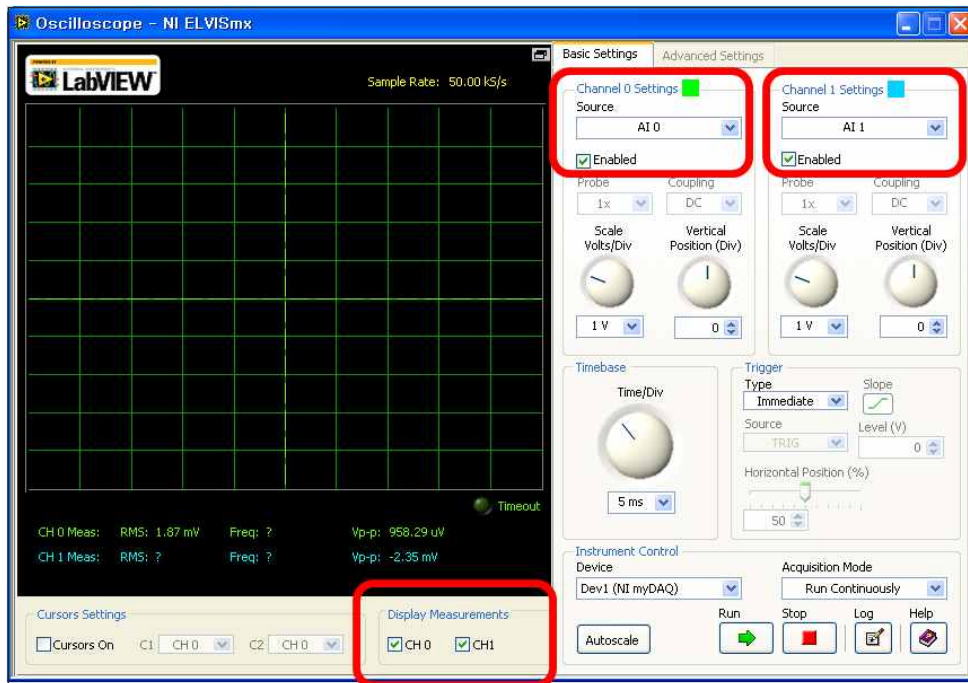 Oscilloscope - NI ELVISmx
POWERED BY
LabVIEW
Sample Rate: 50.00 kS/s
Timeout
CH 0 Meas: RMS: 1.87 mV Freq: ? Vp-p: 958.29 uV
CH 1 Meas: RMS: ? Freq: ? Vp-p: -2.35 mV
Cursors Settings
Cursors On C1 CH 0 C2 CH 0
Display Measurements
CH 0 CH1
Basic Settings Advanced Settings
Channel 0 Settings
Source
AI 0
Enabled
Probe Coupling
1x DC
Scale Volts/Div
Vertical Position (Div)
1 V 0
Channel 1 Settings
Source
AI 1
Enabled
Probe Coupling
1x DC
Scale Volts/Div
Vertical Position (Div)
1 V 0
Timebase
Time/Div
5 ms
Trigger
Type Slope
Immediate
Source Level (V)
TRIG 0
Horizontal Position (%)
50
Instrument Control
Device Acquisition Mode
Dev1 (NI myDAQ) Run Continuously
Run Stop Log Help
Autoscale